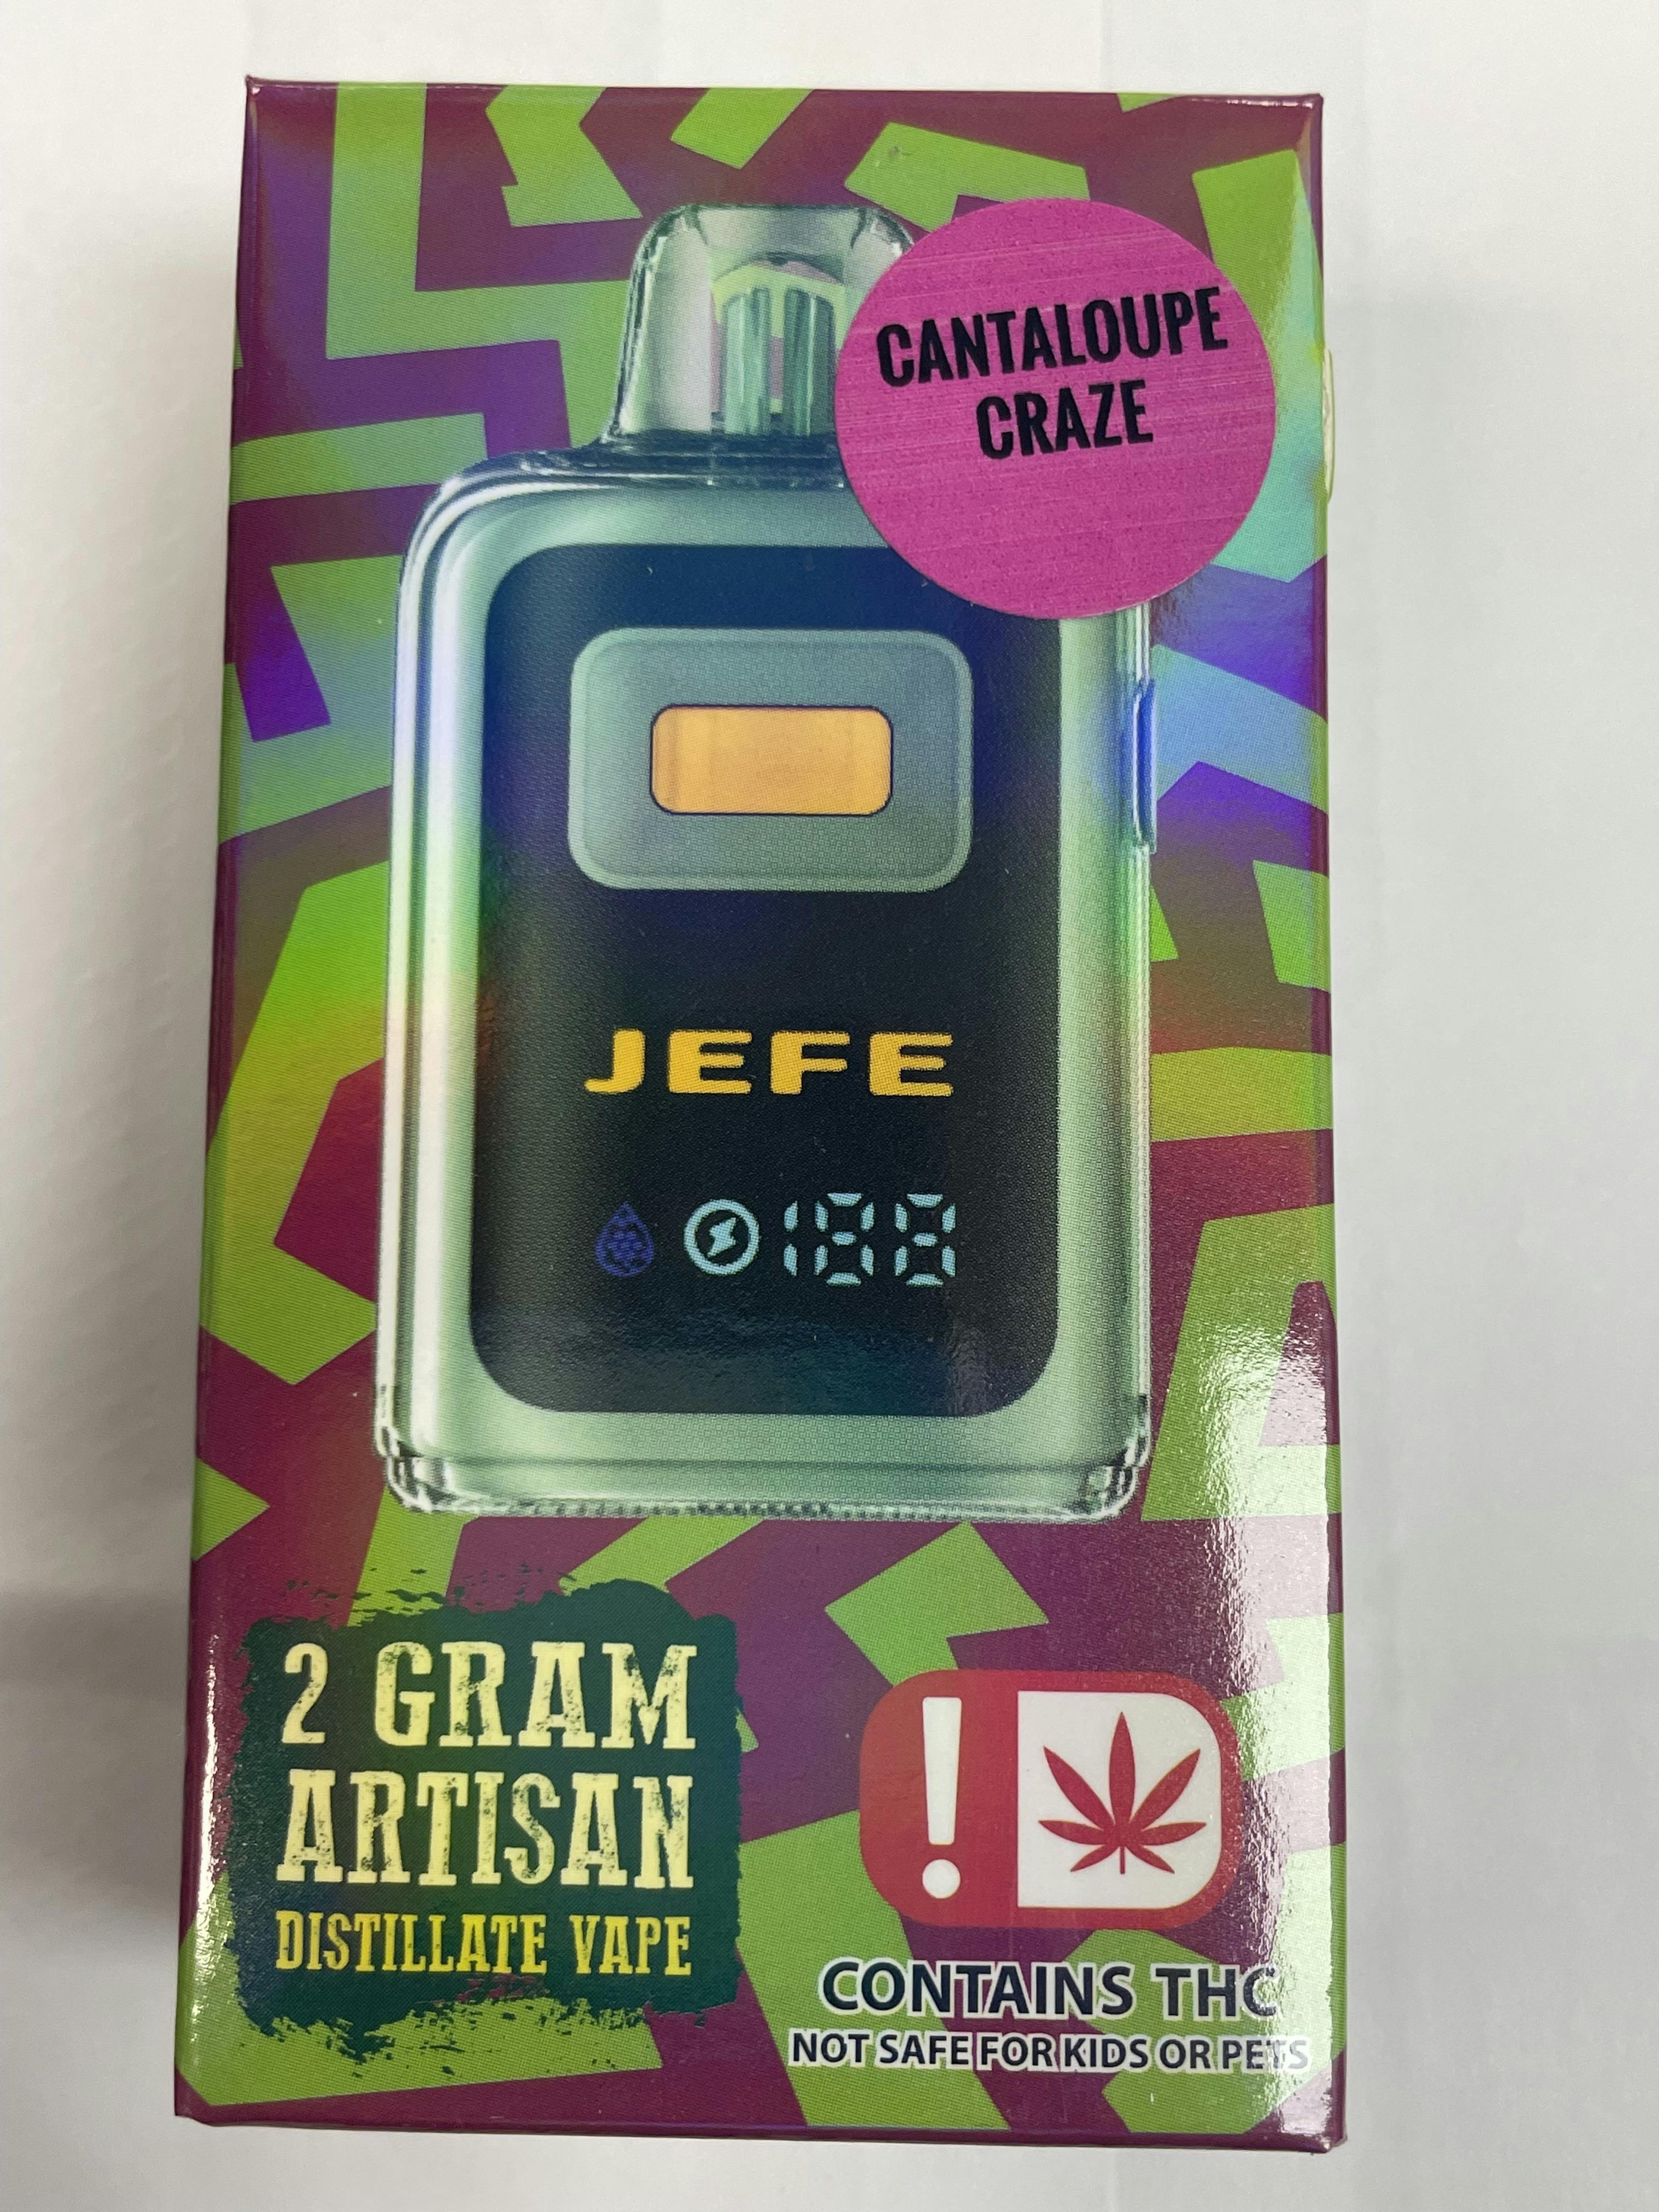 CANTALOUPE
CRAZE
JEFE
188
2 GRAM
ARTISAN
DISTILLATE VAPE
!
CONTAINS THC
NOT SAFE FOR KIDS OR PETS